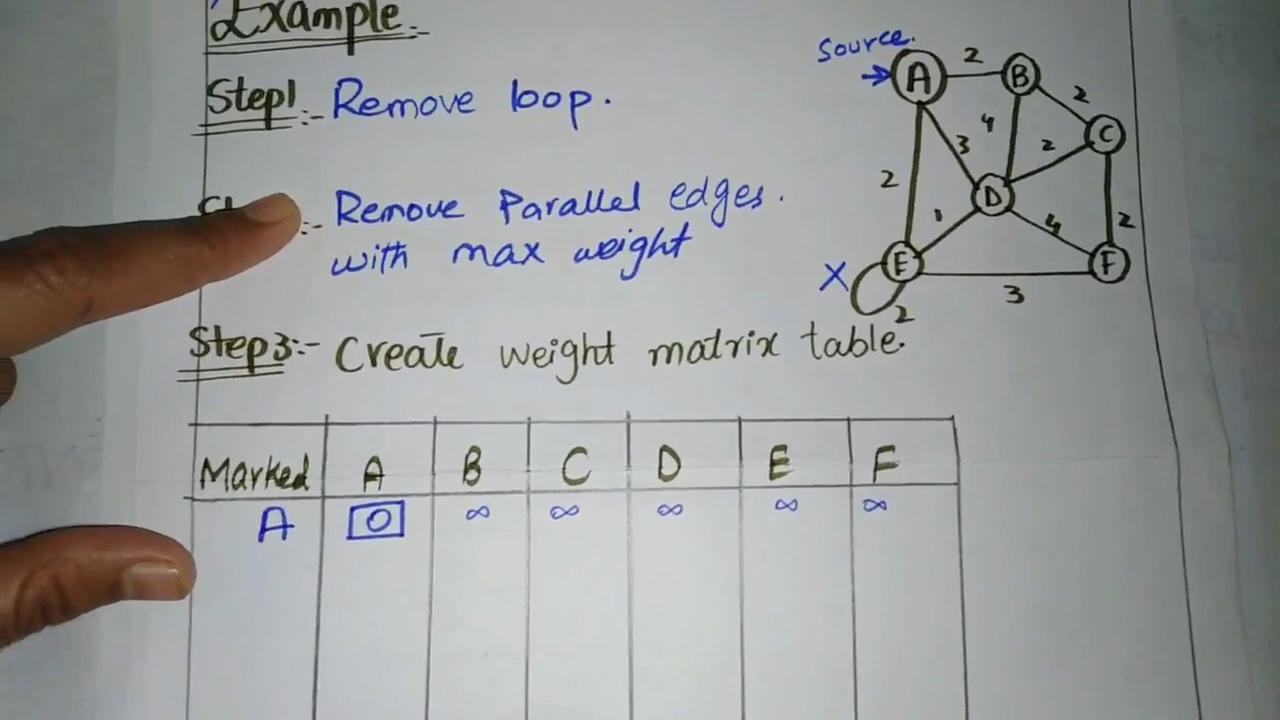 Example.
Step1:- Remove loop.
:- Remove Parallel edges.
with max weight
Source.
A 2 B
2
C
4
3
2
2
D
1
4
2
E
F
X
2
3
Step3:- Create weight matrix table.
Marked A B C D E F
A 0 ∞ ∞ ∞ ∞ ∞